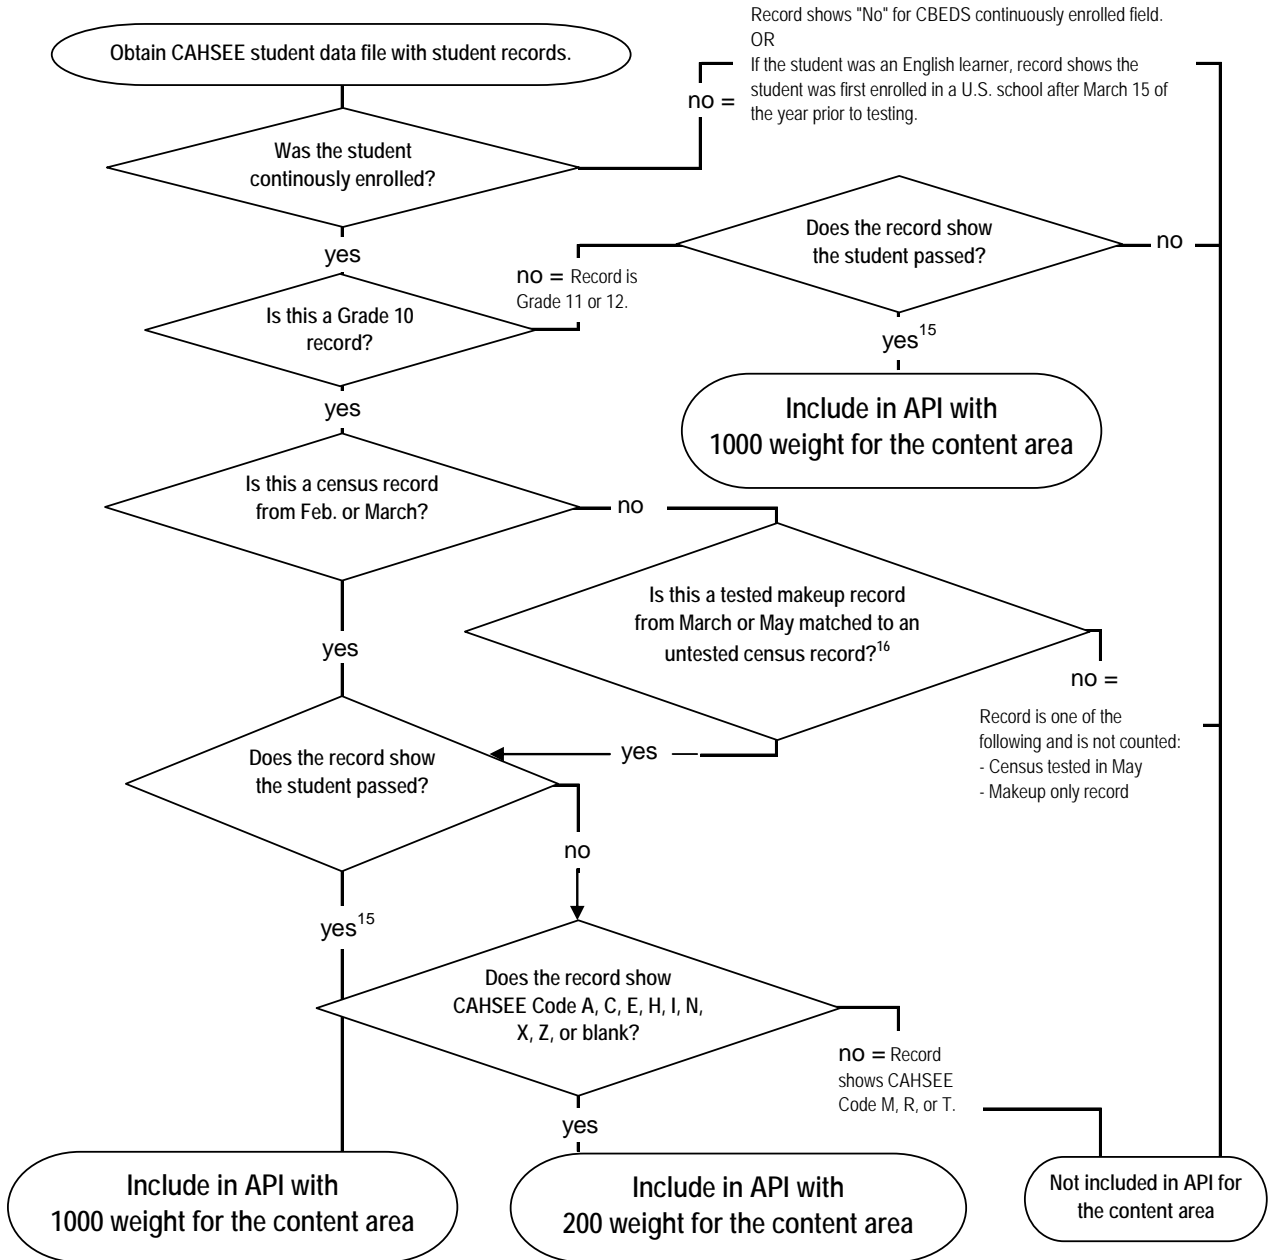 Obtain CAHSEE student data file with student records.
Record shows "No" for CBEDS continuously enrolled field.
OR
If the student was an English learner, record shows the
student was first enrolled in a U.S. school after March 15 of
the year prior to testing.
no =
Was the student
continously enrolled?
yes
Does the record show
the student passed?
no
no = Record is
Grade 11 or 12.
Is this a Grade 10
record?
yes15
yes
Include in API with
1000 weight for the content area
Is this a census record
from Feb. or March?
no
Is this a tested makeup record
from March or May matched to an
untested census record?16
yes
no =
Record is one of the
following and is not counted:
- Census tested in May
- Makeup only record
yes
Does the record show
the student passed?
no
yes15
Does the record show
CAHSEE Code A, C, E, H, I, N,
X, Z, or blank?
no = Record
shows CAHSEE
Code M, R, or T.
yes
Include in API with
1000 weight for the content area
Include in API with
200 weight for the content area
Not included in API for
the content area